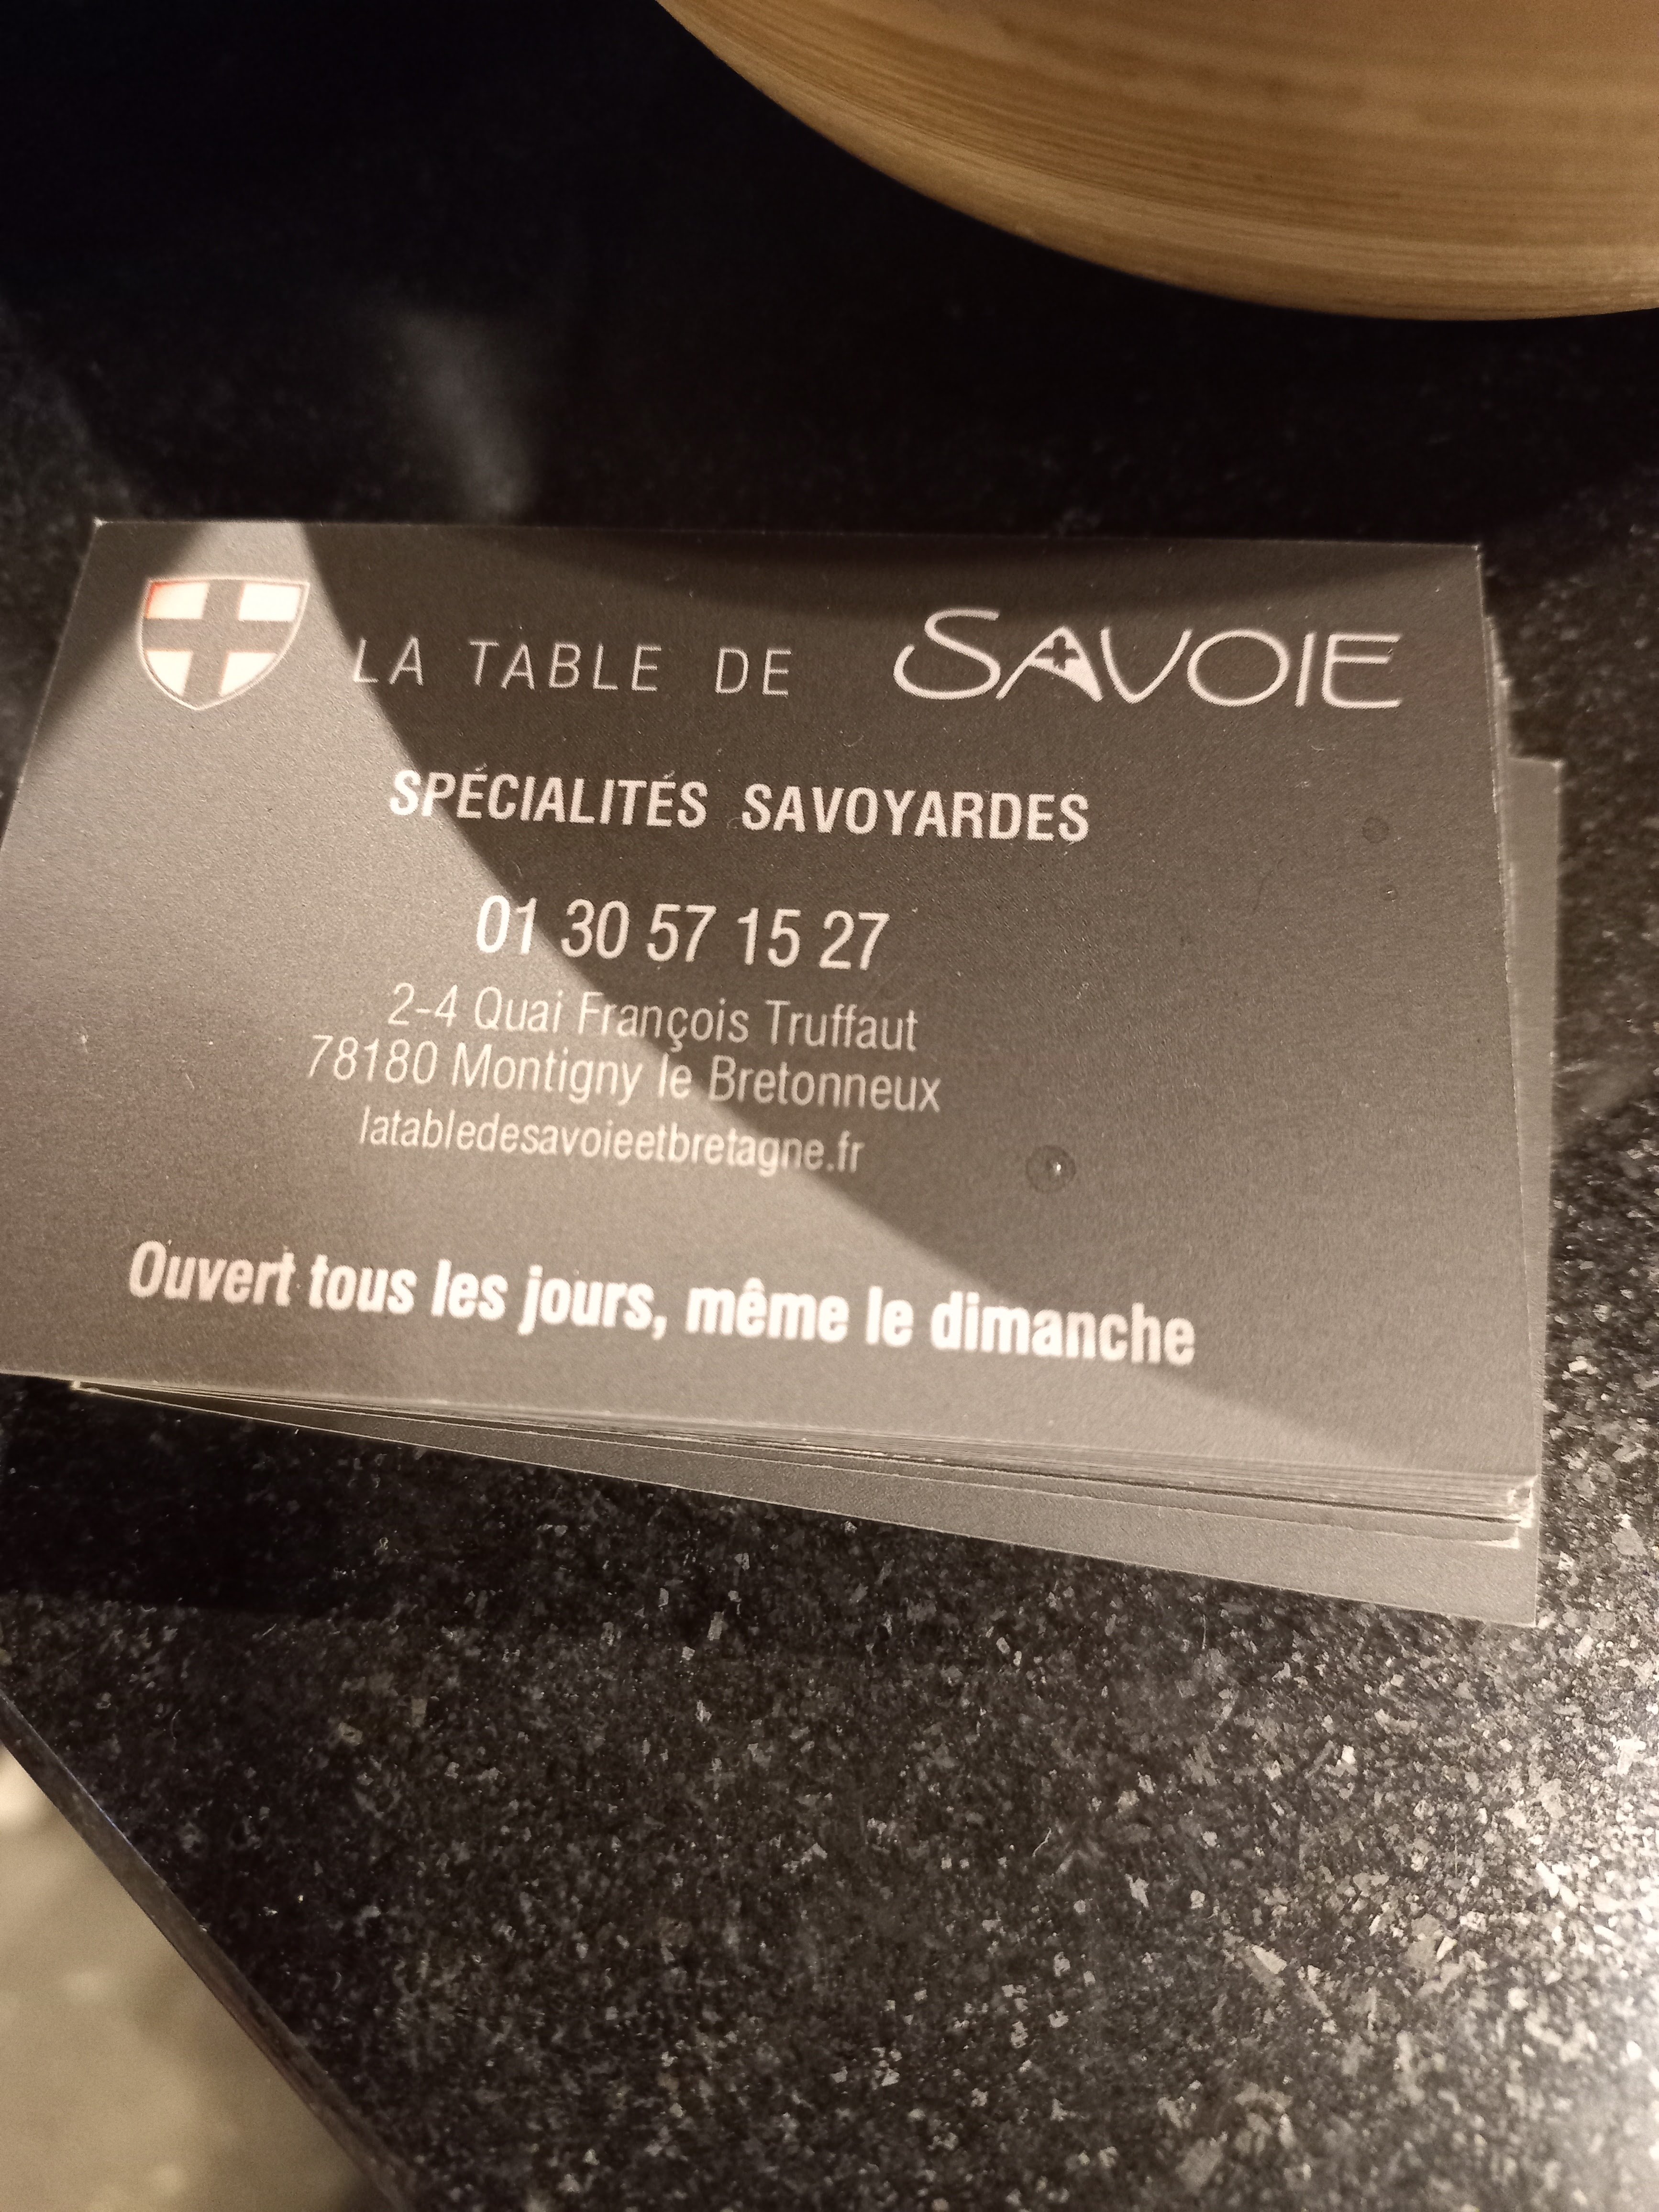 LA TABLE DE SAVOIE
SPÉCIALITÉS SAVOYARDES
01 30 57 15 27
2-4 Quai François Truffaut
78180 Montigny le Bretonneux
latabledesavoieetbretagne.fr
Ouvert tous les jours, même le dimanche